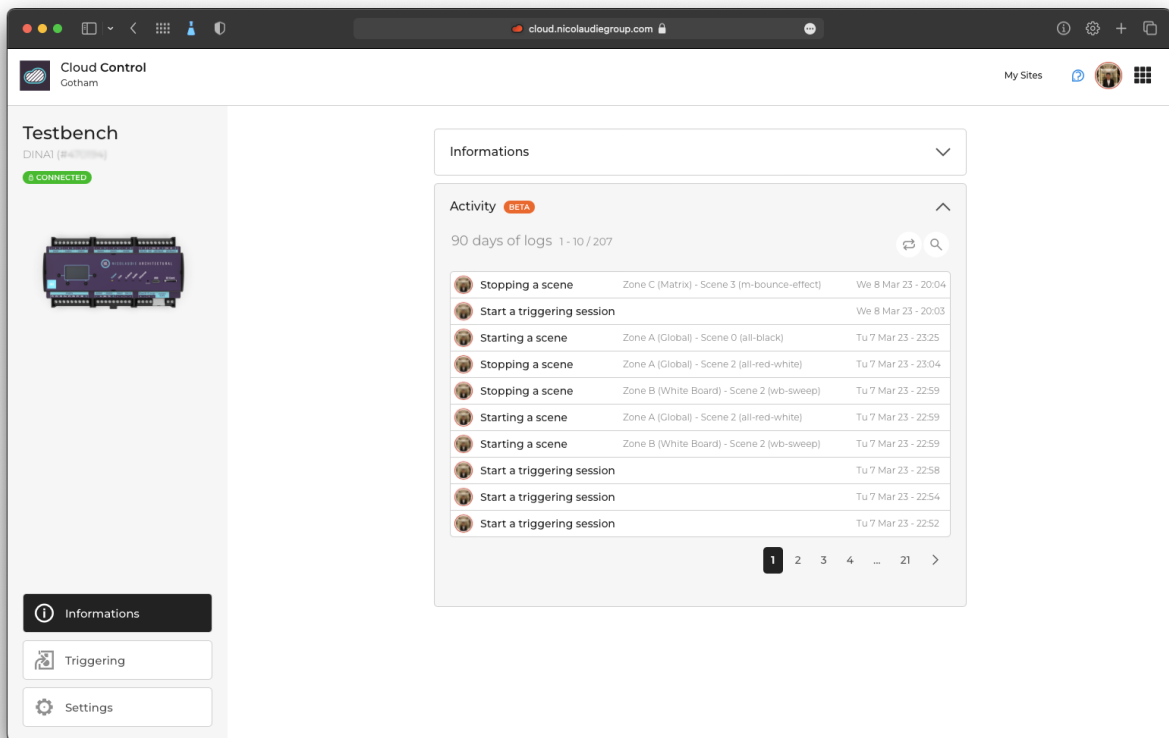 cloud.nicolaudiegroup.com
Cloud Control
Gotham
My Sites
Testbench
DINA1
CONNECTED
NICOLAUDIE ARCHITECTURAL
Informations
Triggering
Settings
Informations
Activity BETA
90 days of logs 1 - 10 / 207
Stopping a scene Zone C (Matrix) - Scene 3 (m-bounce-effect) We 8 Mar 23 - 20:04
Start a triggering session We 8 Mar 23 - 20:03
Starting a scene Zone A (Global) - Scene 0 (all-black) Tu 7 Mar 23 - 23:25
Stopping a scene Zone A (Global) - Scene 2 (all-red-white) Tu 7 Mar 23 - 23:04
Stopping a scene Zone B (White Board) - Scene 2 (wb-sweep) Tu 7 Mar 23 - 22:59
Starting a scene Zone A (Global) - Scene 2 (all-red-white) Tu 7 Mar 23 - 22:59
Starting a scene Zone B (White Board) - Scene 2 (wb-sweep) Tu 7 Mar 23 - 22:59
Start a triggering session Tu 7 Mar 23 - 22:58
Start a triggering session Tu 7 Mar 23 - 22:54
Start a triggering session Tu 7 Mar 23 - 22:52
1 2 3 4 ... 21